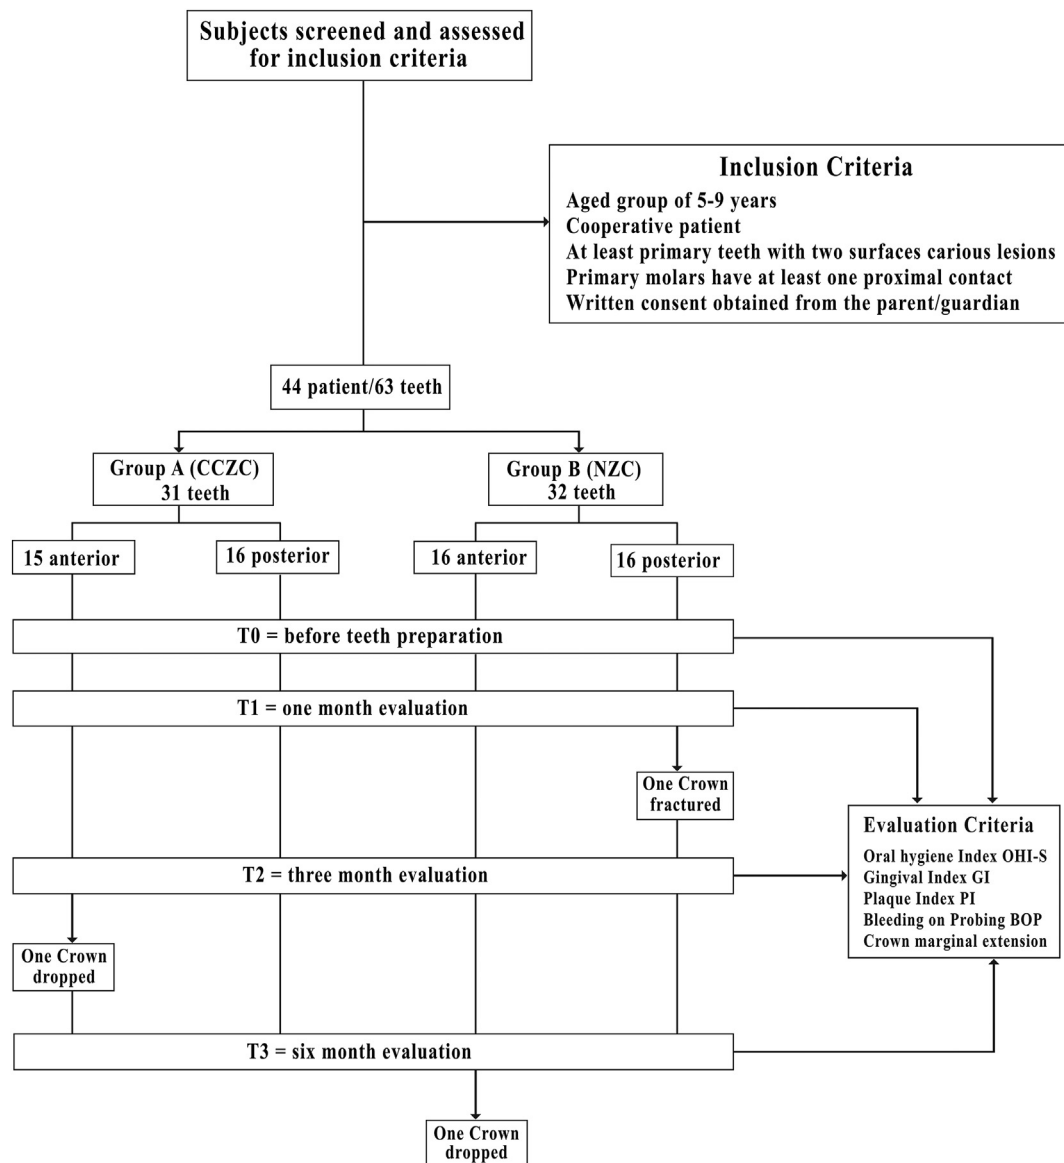 Subjects screened and assessed
for inclusion criteria
Inclusion Criteria
Aged group of 5-9 years
Cooperative patient
At least primary teeth with two surfaces carious lesions
Primary molars have at least one proximal contact
Written consent obtained from the parent/guardian
44 patient/63 teeth
Group A (CCZC)
31 teeth
Group B (NZC)
32 teeth
15 anterior
16 posterior
16 anterior
16 posterior
T0 = before teeth preparation
T1 = one month evaluation
One Crown
fractured
Evaluation Criteria
Oral hygiene Index OHI-S
Gingival Index GI
Plaque Index PI
Bleeding on Probing BOP
Crown marginal extension
T2 = three month evaluation
One Crown
dropped
T3 = six month evaluation
One Crown
dropped